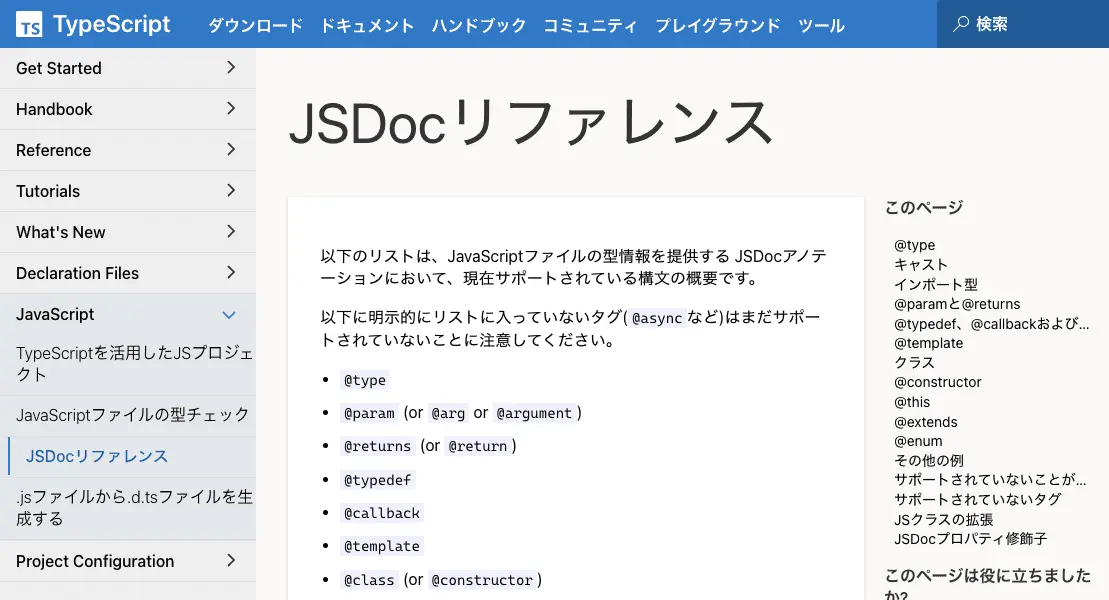 TS TypeScript ダウンロード ドキュメント ハンドブック コミュニティ プレイグラウンド ツール 検索
Get Started
Handbook
Reference
Tutorials
What's New
Declaration Files
JavaScript
TypeScriptを活用したJSプロジェ
クト
JavaScriptファイルの型チェック
JSDocリファレンス
.jsファイルから.d.tsファイルを生
成する
Project Configuration
JSDocリファレンス
以下のリストは、JavaScriptファイルの型情報を提供する JSDocアノテ
ーションにおいて、現在サポートされている構文の概要です。
以下に明示的にリストに入っていないタグ( @async など)はまだサポー
トされていないことに注意してください。
• @type
• @param (or @arg or @argument )
• @returns (or @return )
• @typedef
• @callback
• @template
• @class (or @constructor )
このページ
@type
キャスト
インポート型
@paramと@returns
@typedef、@callbackおよび...
@template
クラス
@constructor
@this
@extends
@enum
その他の例
サポートされていないことが...
サポートされていないタグ
JSクラスの拡張
JSDocプロパティ修飾子
このページは役に立ちました
か?